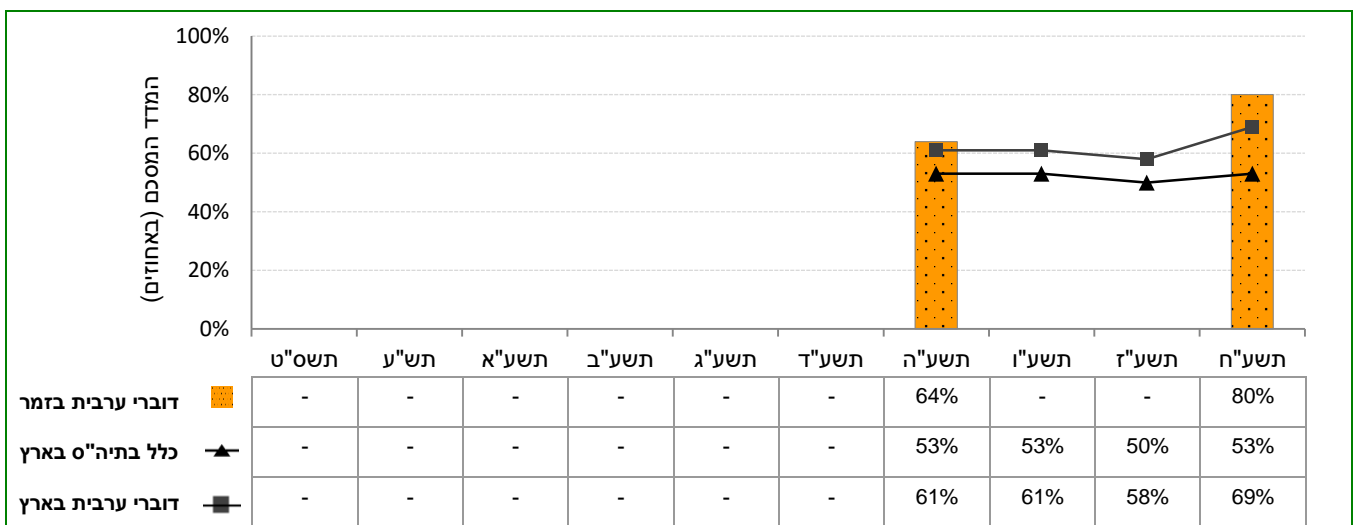 המדד המסכם (באחוזים)
100%
80%
60%
40%
20%
0%
תשס"ט תש"ע תשע"א תשע"ב תשע"ג תשע"ד תשע"ה תשע"ו תשע"ז תשע"ח
דוברי ערבית בזמר - - - - - - 64% - - 80%
כלל בתיה"ס בארץ - - - - - - 53% 53% 50% 53%
דוברי ערבית בארץ - - - - - - 61% 61% 58% 69%